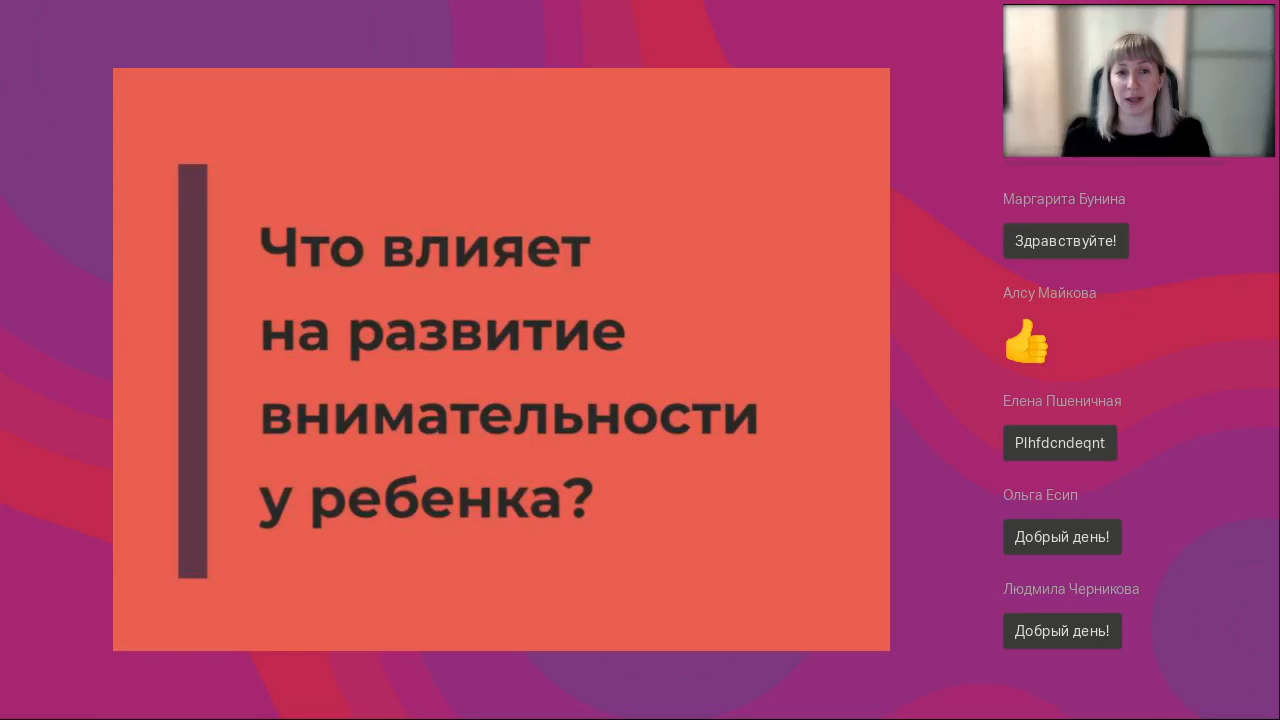 Что влияет
на развитие
внимательности
у ребенка?
Маргарита Бунина
Здравствуйте!
Алсу Майкова
Елена Пшеничная
Plhfdcndeqnt
Ольга Есип
Добрый день!
Людмила Черникова
Добрый день!